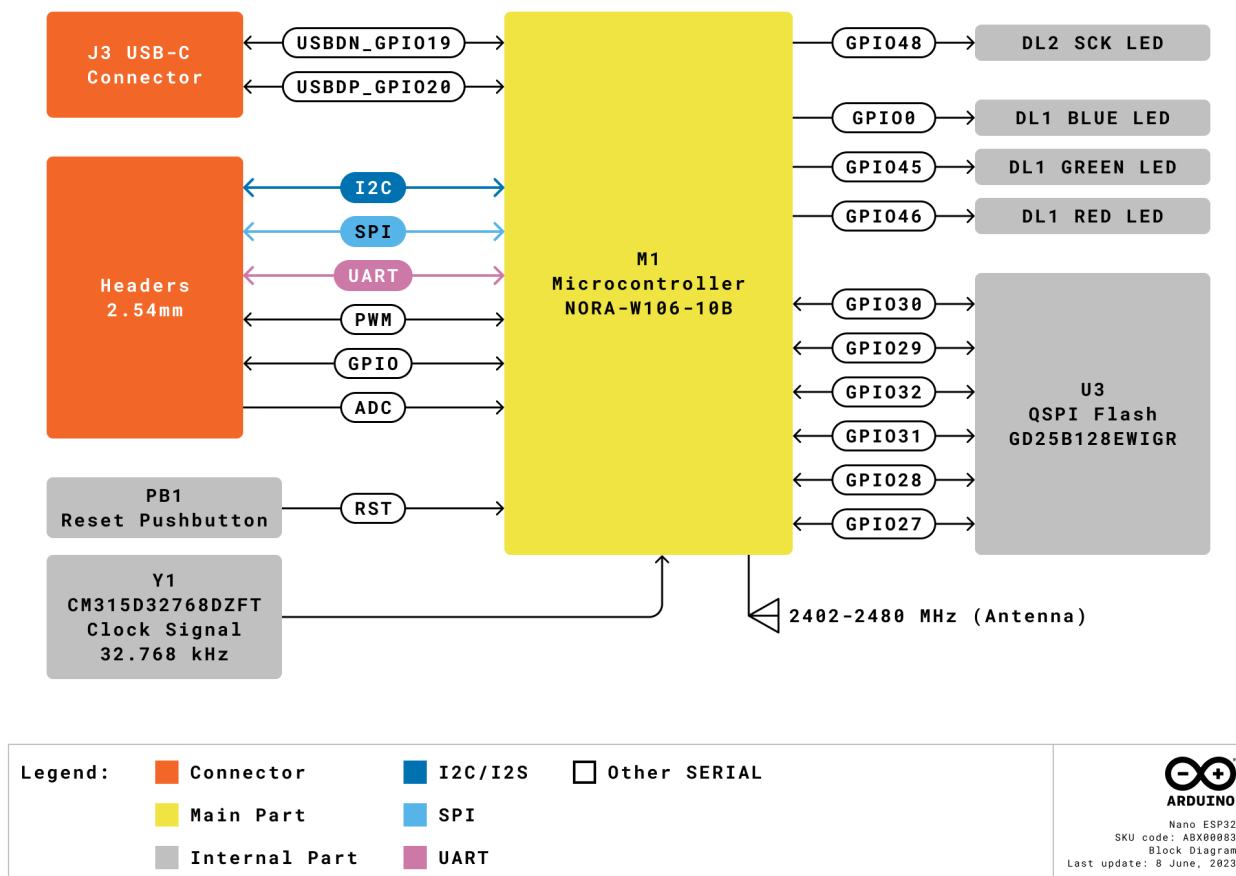 J3 USB-C
Connector
USBDN_GPIO19
USBDP_GPIO20
Headers
2.54mm
I2C
SPI
UART
PWM
GPIO
ADC
PB1
Reset Pushbutton
RST
Y1
CM315D32768DZFT
Clock Signal
32.768 kHz
M1
Microcontroller
NORA-W106-10B
GPIO48
DL2 SCK LED
GPIO0
DL1 BLUE LED
GPIO45
DL1 GREEN LED
GPIO46
DL1 RED LED
GPIO30
GPIO29
GPIO32
GPIO31
GPIO28
GPIO27
U3
QSPI Flash
GD25B128EWIGR
2402-2480 MHz (Antenna)
Legend:
Connector
Main Part
Internal Part
I2C/I2S
SPI
UART
Other SERIAL
ARDUINO
Nano ESP32
SKU code: ABX00083
Block Diagram
Last update: 8 June, 2023